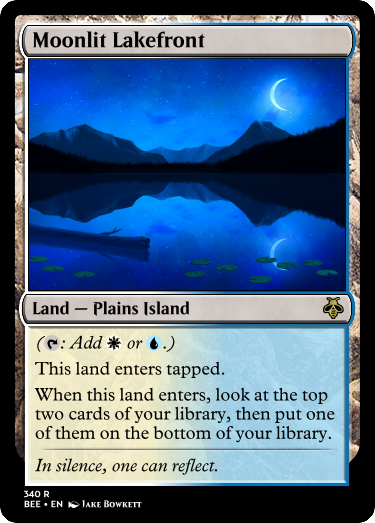 Moonlit Lakefront
Land — Plains Island
(: Add or .)
This land enters tapped.
When this land enters, look at the top
two cards of your library, then put one
of them on the bottom of your library.
In silence, one can reflect.
340 R
BEE • EN Jake Bowkett